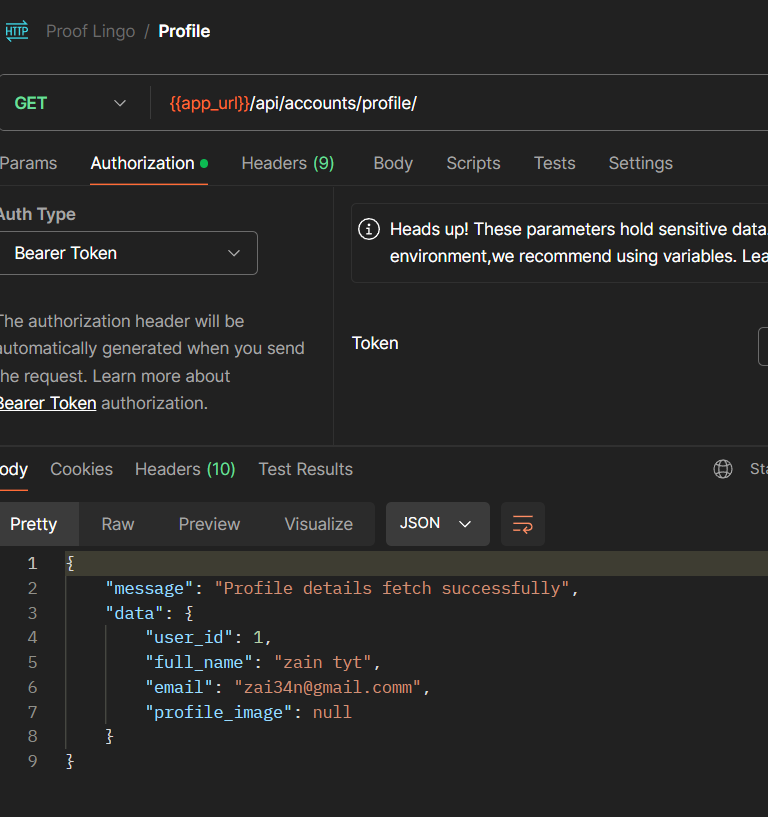 HTTP Proof Lingo / Profile
GET {{app_url}}/api/accounts/profile/
Params Authorization Headers (9) Body Scripts Tests Settings
Auth Type
Bearer Token
Heads up! These parameters hold sensitive data.
environment,we recommend using variables. Lea
The authorization header will be
automatically generated when you send
the request. Learn more about
Bearer Token authorization.
Token
ody Cookies Headers (10) Test Results Sta
Pretty Raw Preview Visualize JSON
1 {
2 "message": "Profile details fetch successfully",
3 "data": {
4 "user_id": 1,
5 "full_name": "zain tyt",
6 "email": "zai34n@gmail.comm",
7 "profile_image": null
8 }
9 }